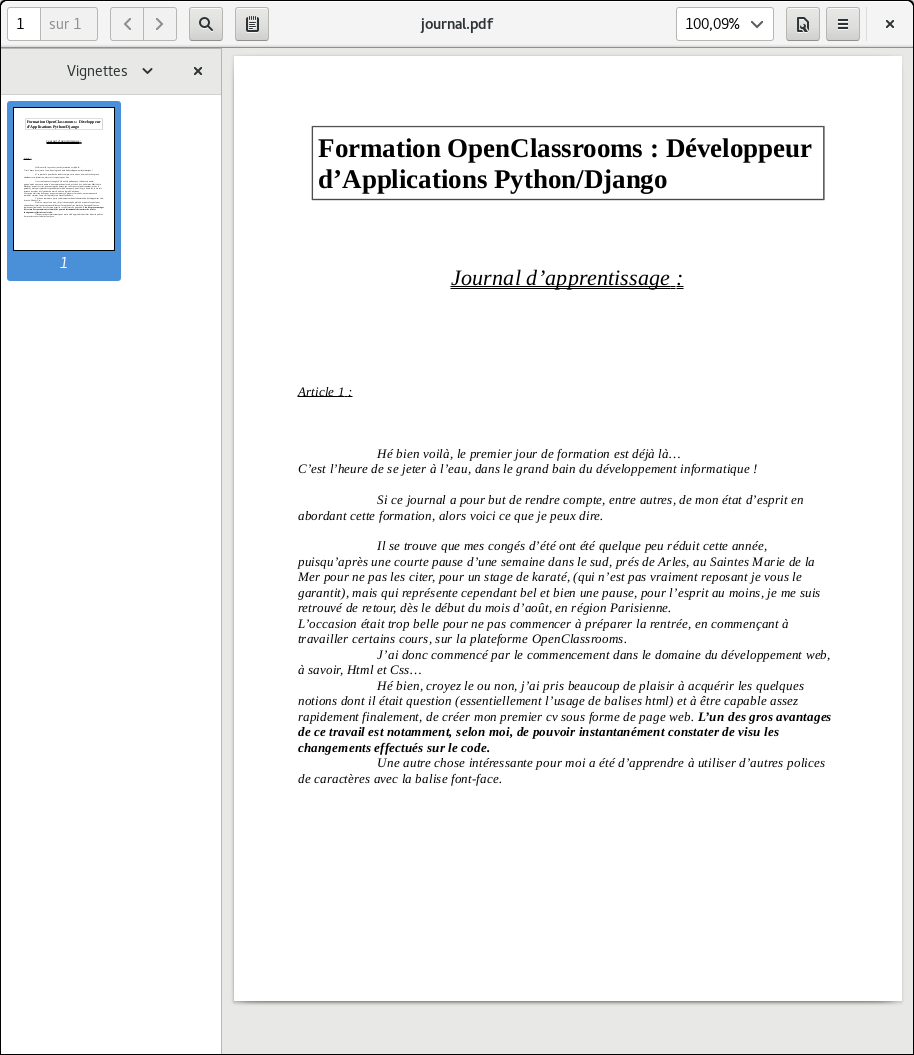 1 sur 1
journal.pdf
100,09%
Vignettes
Formation OpenClassrooms : Développeur
d'Applications Python/Django
1
Formation OpenClassrooms : Développeur
d’Applications Python/Django
Journal d’apprentissage :
Article 1 :
Hé bien voilà, le premier jour de formation est déjà là…
C’est l’heure de se jeter à l’eau, dans le grand bain du développement informatique !
Si ce journal a pour but de rendre compte, entre autres, de mon état d’esprit en
abordant cette formation, alors voici ce que je peux dire.
Il se trouve que mes congés d’été ont été quelque peu réduit cette année,
puisqu’après une courte pause d’une semaine dans le sud, prés de Arles, au Saintes Marie de la
Mer pour ne pas les citer, pour un stage de karaté, (qui n’est pas vraiment reposant je vous le
garantit), mais qui représente cependant bel et bien une pause, pour l’esprit au moins, je me suis
retrouvé de retour, dès le début du mois d’août, en région Parisienne.
L’occasion était trop belle pour ne pas commencer à préparer la rentrée, en commençant à
travailler certains cours, sur la plateforme OpenClassrooms.
J’ai donc commencé par le commencement dans le domaine du développement web,
à savoir, Html et Css…
Hé bien, croyez le ou non, j’ai pris beaucoup de plaisir à acquérir les quelques
notions dont il était question (essentiellement l’usage de balises html) et à être capable assez
rapidement finalement, de créer mon premier cv sous forme de page web. L’un des gros avantages
de ce travail est notamment, selon moi, de pouvoir instantanément constater de visu les
changements effectués sur le code.
Une autre chose intéressante pour moi a été d’apprendre à utiliser d’autres polices
de caractères avec la balise font-face.